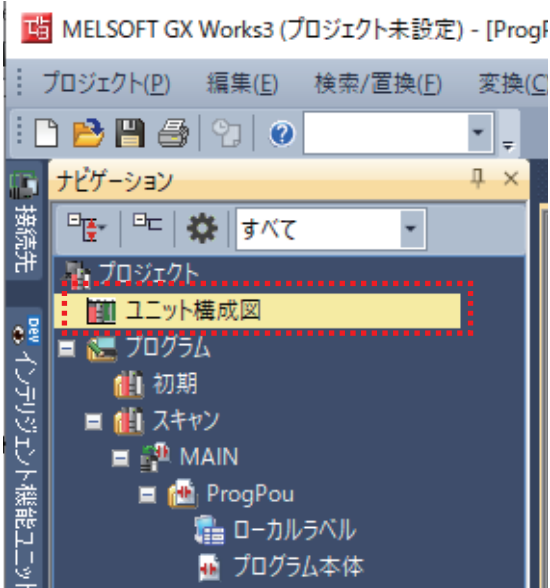 MELSOFT GX Works3 (プロジェクト未設定) - [ProgP
プロジェクト(P) 編集(E) 検索/置換(F) 変換(C)
ナビゲーション
すべて
接続先
プロジェクト
ユニット構成図
プログラム
初期
スキャン
MAIN
ProgPou
ローカルラベル
プログラム本体
Dev
インテリジェント機能ユニット